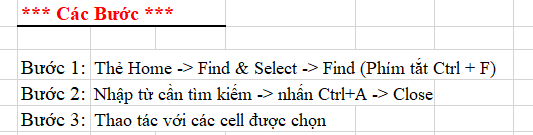 *** Các Bước ***
Bước 1: Thẻ Home -> Find & Select -> Find (Phím tắt Ctrl + F)
Bước 2: Nhập từ cần tìm kiếm -> nhấn Ctrl+A -> Close
Bước 3: Thao tác với các cell được chọn